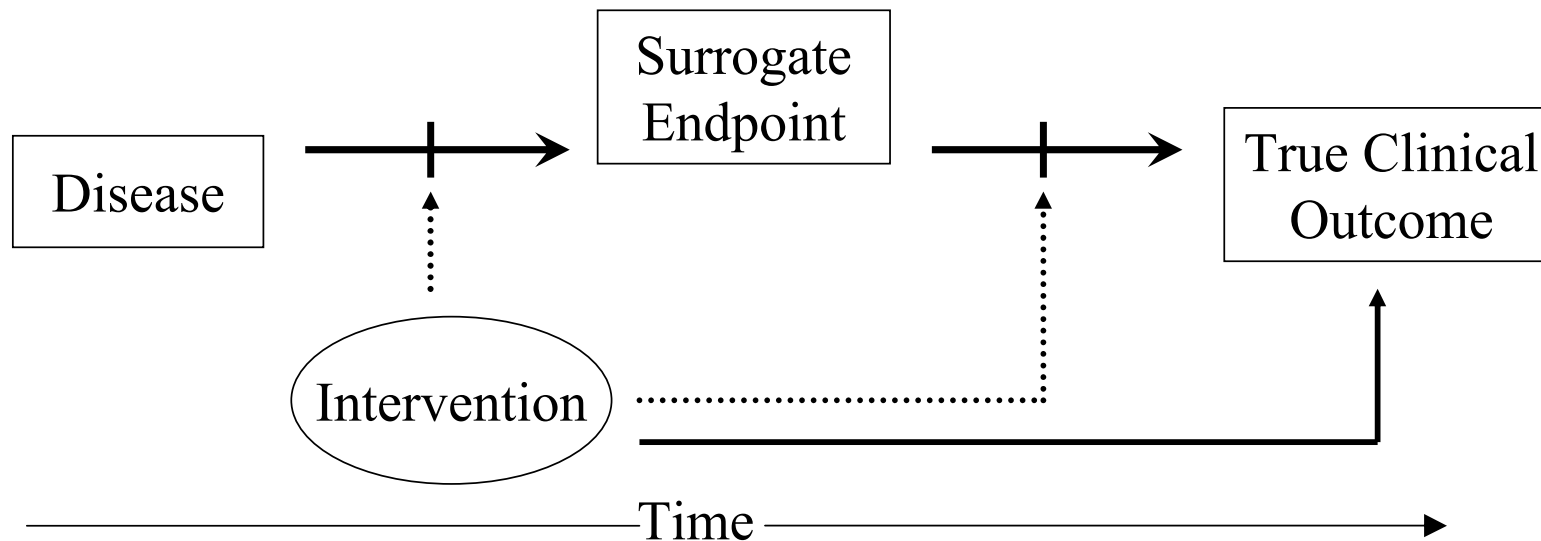 Surrogate
Endpoint
Disease
True Clinical
Outcome
Intervention
Time